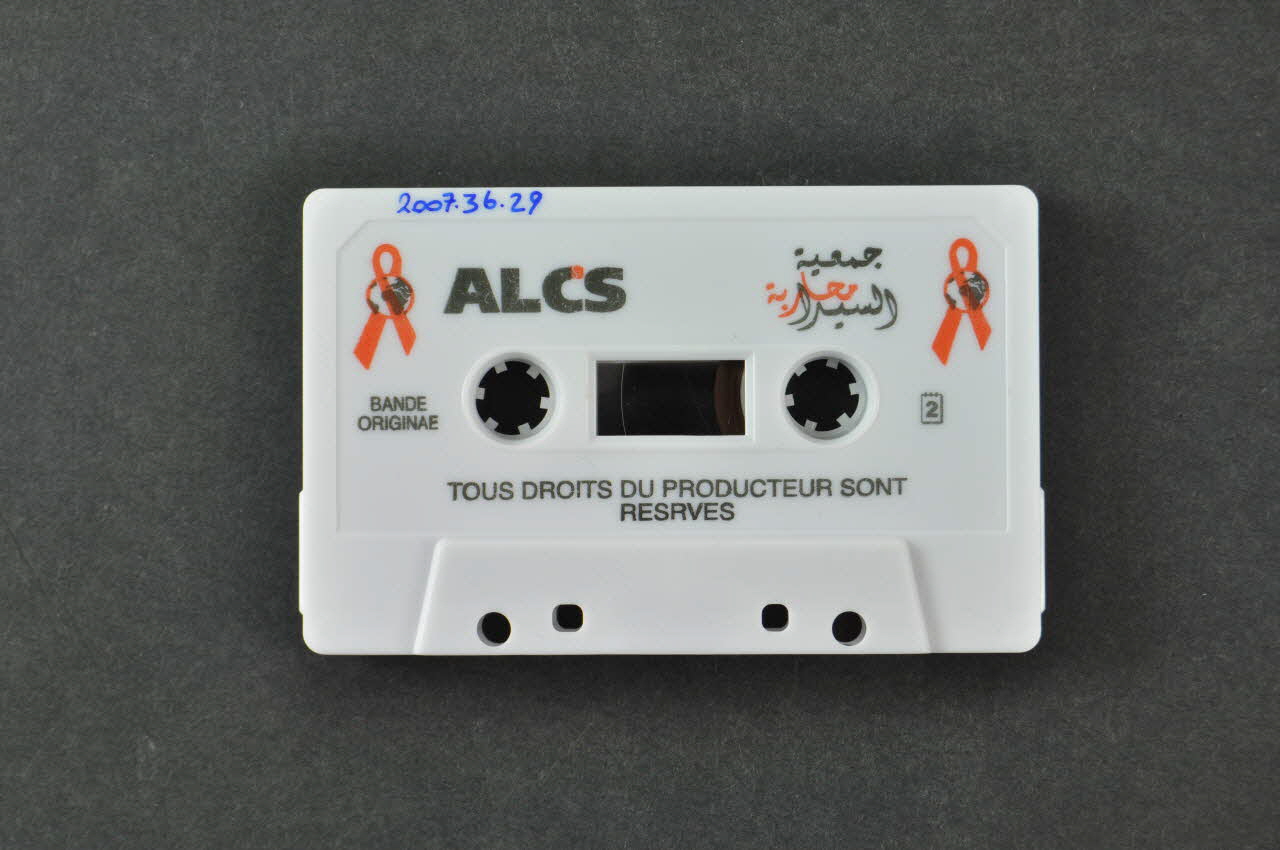 2007.36.29
ALCS
جمعية
محاربة
السيدا
BANDE
ORIGINAE
2
TOUS DROITS DU PRODUCTEUR SONT
RESRVES